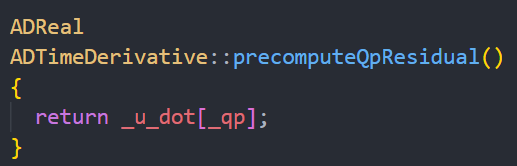 ADReal
ADTimeDerivative::precomputeQpResidual()
{
  return _u_dot[_qp];
}